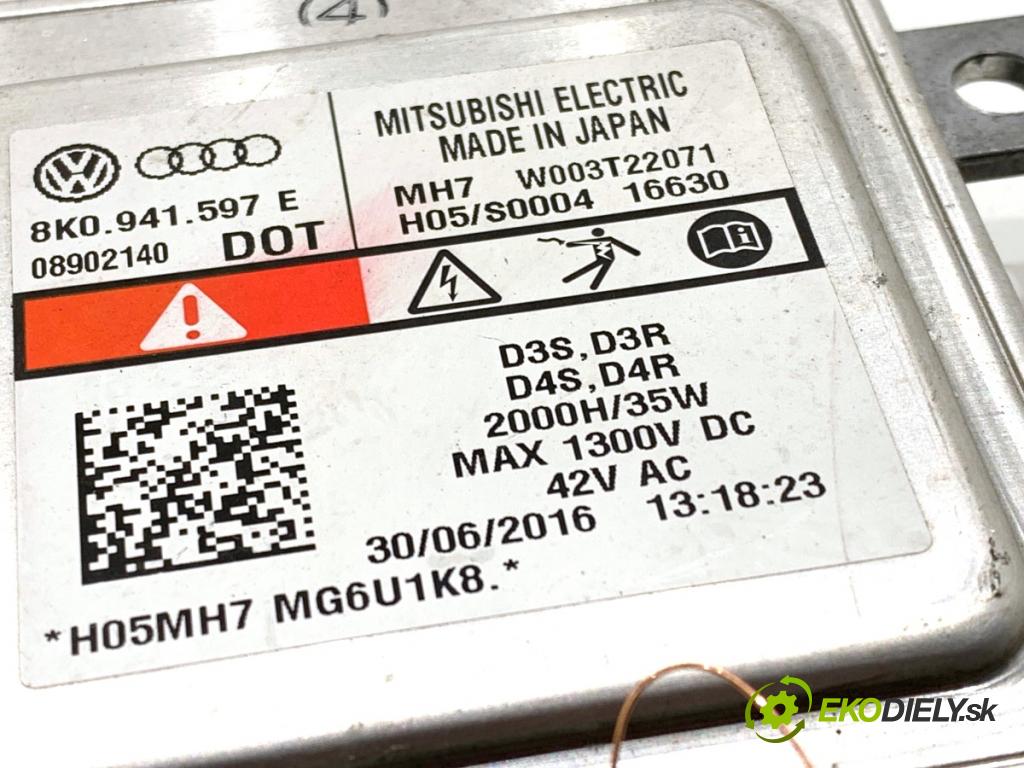 (4)
8K0.941.597 E
08902140 DOT
MITSUBISHI ELECTRIC
MADE IN JAPAN
MH7 W003T22071
H05/S0004 16630
D3S,D3R
D4S,D4R
2000H/35W
MAX 1300V DC
42V AC
30/06/2016 13:18:23
*H05MH7 MG6U1K8.*
EKODIELY.sk